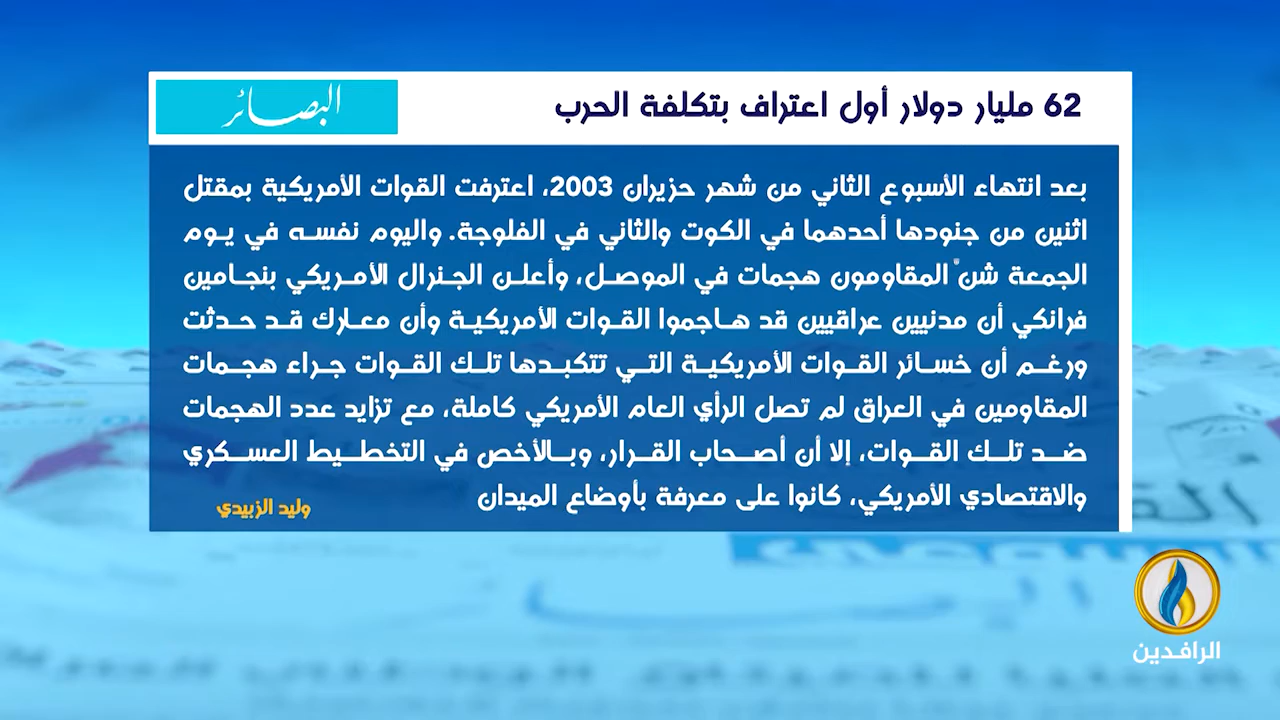 البصائر
62 مليار دولار أول اعتراف بتكلفة الحرب
بعد انتهاء الأسبوع الثاني من شهر حزيران 2003، اعترفت القوات الأمريكية بمقتل
اثنين من جنودها أحدهما في الكوت والثاني في الفلوجة. واليوم نفسه في يوم
الجمعة شنّ المقاومون هجمات في الموصل، وأعلن الجنرال الأمريكي بنجامين
فرانكي أن مدنيين عراقيين قد هاجموا القوات الأمريكية وأن معارك قد حدثت
ورغم أن خسائر القوات الأمريكية التي تتكبدها تلك القوات جراء هجمات
المقاومين في العراق لم تصل الرأي العام الأمريكي كاملة، مع تزايد عدد الهجمات
ضد تلك القوات، إلا أن أصحاب القرار، وبالأخص في التخطيط العسكري
والاقتصادي الأمريكي، كانوا على معرفة بأوضاع الميدان
وليد الزبيدي
الرافدين